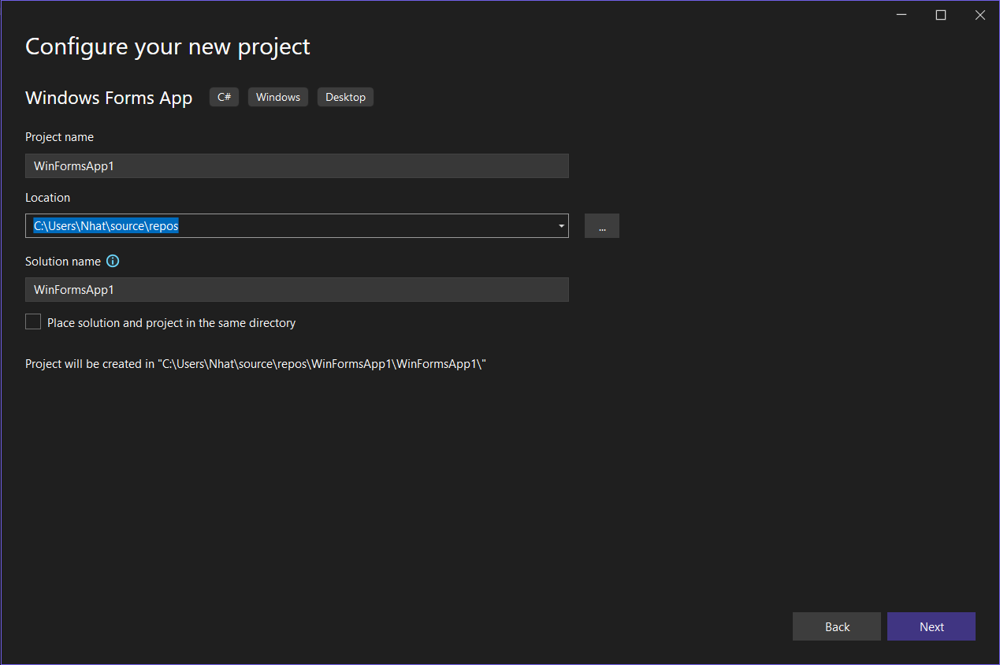 Configure your new project
Windows Forms App C# Windows Desktop
Project name
WinFormsApp1
Location
C:\Users\Nhat\source\repos
...
Solution name
WinFormsApp1
Place solution and project in the same directory
Project will be created in "C:\Users\Nhat\source\repos\WinFormsApp1\WinFormsApp1\"
Back Next